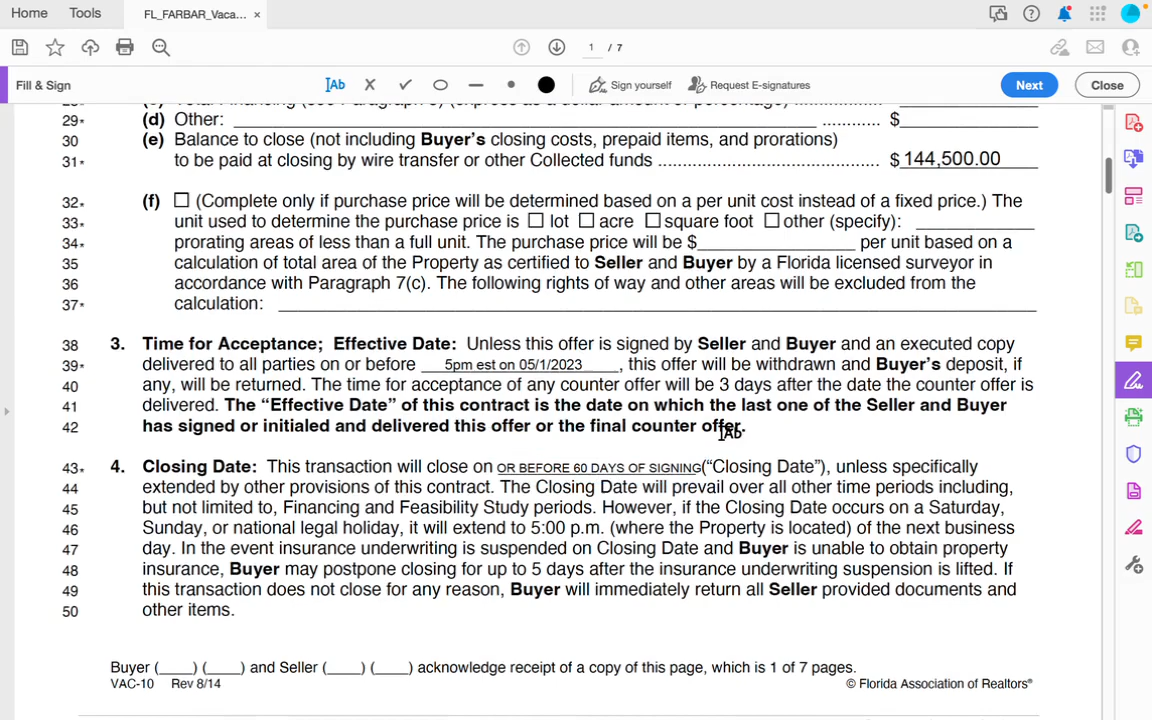 Home Tools FL_FARBAR_Vaca... ×
1 / 7
Fill & Sign Ab Sign yourself Request E-signatures Next Close
29* (d) Other: ________ ............ $________
30 (e) Balance to close (not including Buyer's closing costs, prepaid items, and prorations)
31* to be paid at closing by wire transfer or other Collected funds .......................................... $ 144,500.00
32* (f) ☐ (Complete only if purchase price will be determined based on a per unit cost instead of a fixed price.) The
33* unit used to determine the purchase price is ☐ lot ☐ acre ☐ square foot ☐ other (specify): ________
34* prorating areas of less than a full unit. The purchase price will be $________ per unit based on a
35 calculation of total area of the Property as certified to Seller and Buyer by a Florida licensed surveyor in
36 accordance with Paragraph 7(c). The following rights of way and other areas will be excluded from the
37* calculation: ________
38 3. Time for Acceptance; Effective Date: Unless this offer is signed by Seller and Buyer and an executed copy
39* delivered to all parties on or before 5pm est on 05/1/2023, this offer will be withdrawn and Buyer's deposit, if
40 any, will be returned. The time for acceptance of any counter offer will be 3 days after the date the counter offer is
41 delivered. The “Effective Date” of this contract is the date on which the last one of the Seller and Buyer
42 has signed or initialed and delivered this offer or the final counter offer.
43* 4. Closing Date: This transaction will close on OR BEFORE 60 DAYS OF SIGNING (“Closing Date”), unless specifically
44 extended by other provisions of this contract. The Closing Date will prevail over all other time periods including,
45 but not limited to, Financing and Feasibility Study periods. However, if the Closing Date occurs on a Saturday,
46 Sunday, or national legal holiday, it will extend to 5:00 p.m. (where the Property is located) of the next business
47 day. In the event insurance underwriting is suspended on Closing Date and Buyer is unable to obtain property
48 insurance, Buyer may postpone closing for up to 5 days after the insurance underwriting suspension is lifted. If
49 this transaction does not close for any reason, Buyer will immediately return all Seller provided documents and
50 other items.
Buyer (____) (____) and Seller (____) (____) acknowledge receipt of a copy of this page, which is 1 of 7 pages.
VAC-10 Rev 8/14 © Florida Association of Realtors®